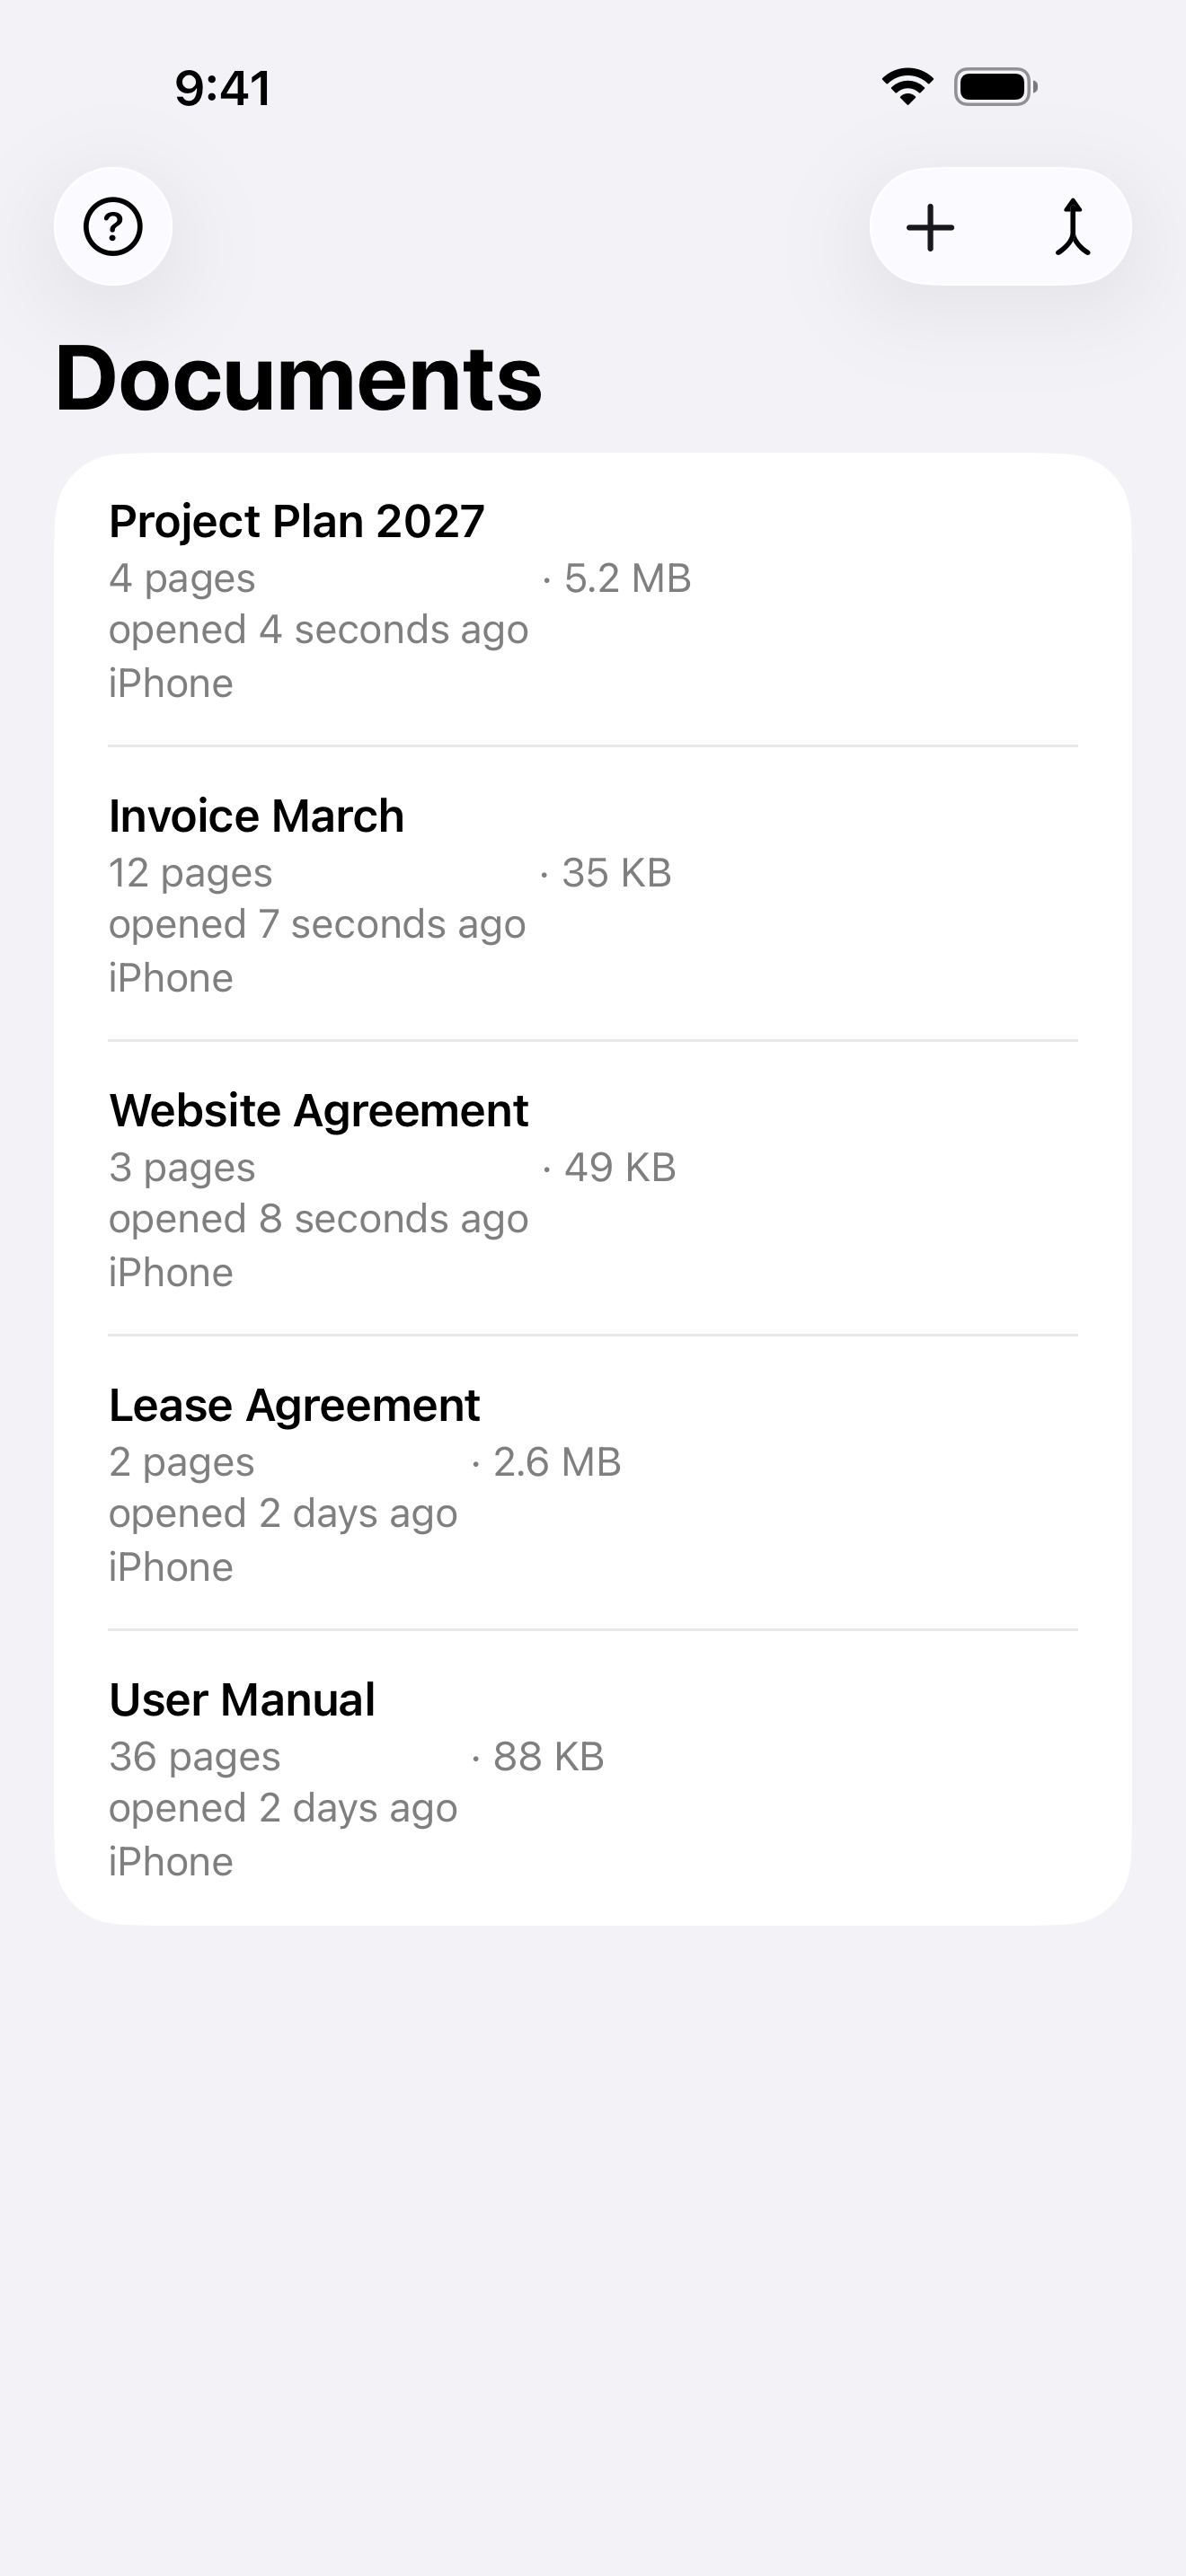 9:41
?
Documents
Project Plan 2027
4 pages · 5.2 MB
opened 4 seconds ago
iPhone
Invoice March
12 pages · 35 KB
opened 7 seconds ago
iPhone
Website Agreement
3 pages · 49 KB
opened 8 seconds ago
iPhone
Lease Agreement
2 pages · 2.6 MB
opened 2 days ago
iPhone
User Manual
36 pages · 88 KB
opened 2 days ago
iPhone